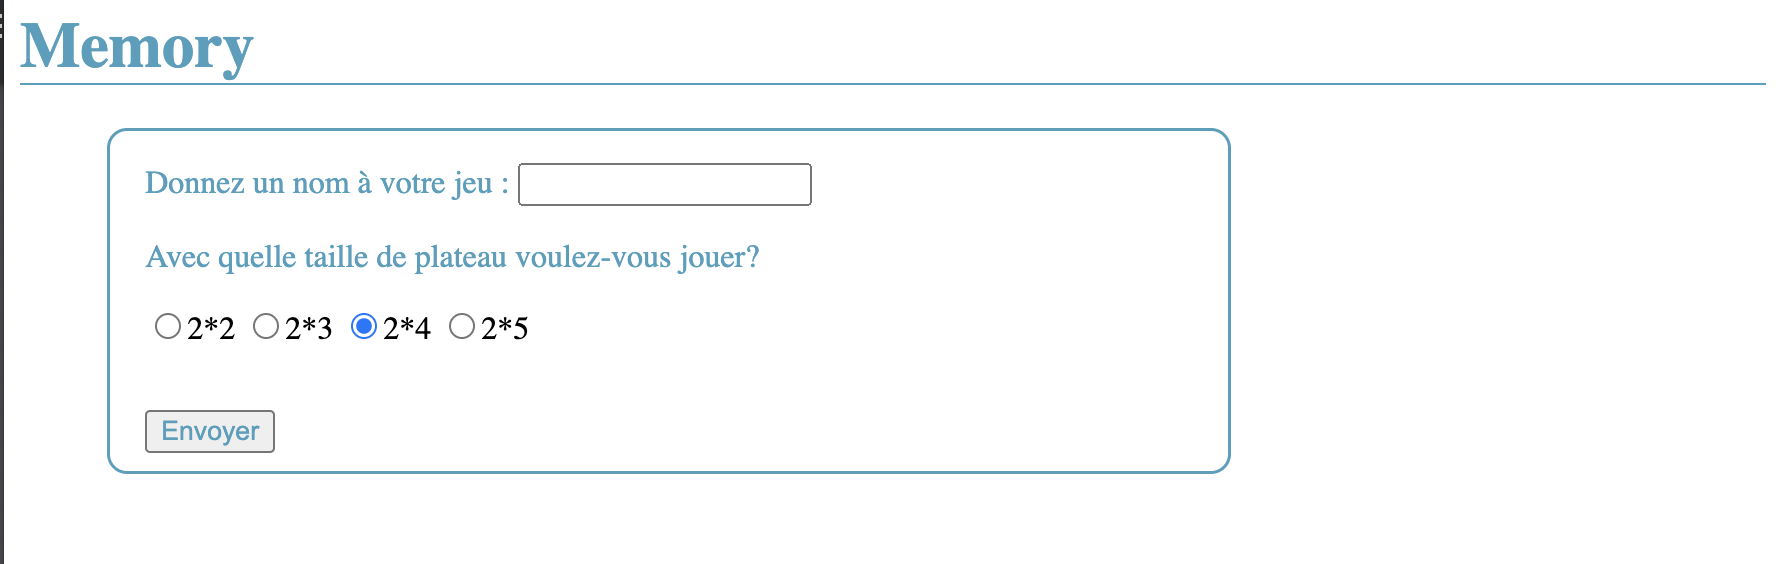 Memory
Donnez un nom à votre jeu :
Avec quelle taille de plateau voulez-vous jouer?
2*2 2*3 2*4 2*5
Envoyer